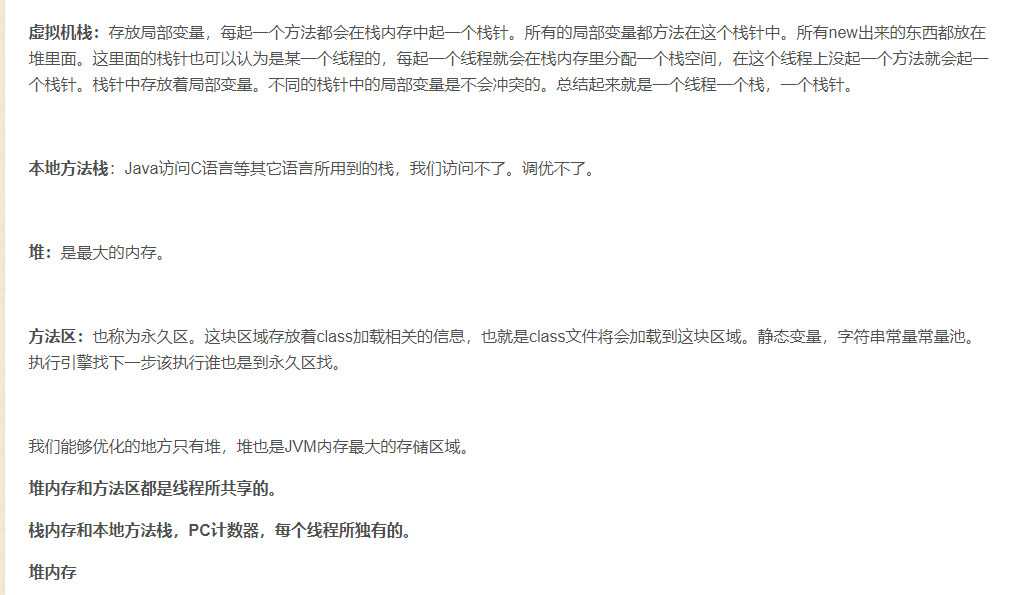 虚拟机栈：存放局部变量，每起一个方法都会在栈内存中起一个栈针。所有的局部变量都方法在这个栈针中。所有new出来的东西都放在
堆里面。这里面的栈针也可以认为是某一个线程的，每起一个线程就会在栈内存里分配一个栈空间，在这个线程上没起一个方法就会起一
个栈针。栈针中存放着局部变量。不同的栈针中的局部变量是不会冲突的。总结起来就是一个线程一个栈，一个栈针。
本地方法栈：Java访问C语言等其它语言所用到的栈，我们访问不了。调优不了。
堆：是最大的内存。
方法区：也称为永久区。这块区域存放着class加载相关的信息，也就是class文件将会加载到这块区域。静态变量，字符串常量常量池。
执行引擎找下一步该执行谁也是到永久区找。
我们能够优化的地方只有堆，堆也是JVM内存最大的存储区域。
堆内存和方法区都是线程所共享的。
栈内存和本地方法栈，PC计数器，每个线程所独有的。
堆内存